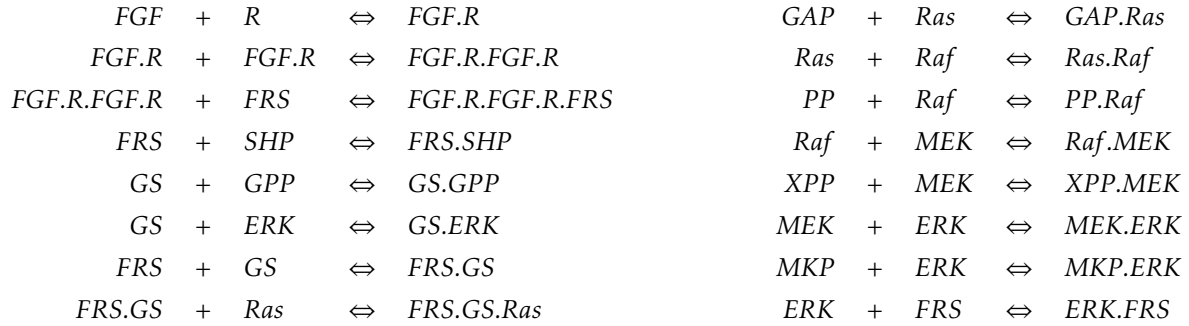 FGF + R ⇔ FGF.R
FGF.R + FGF.R ⇔ FGF.R.FGF.R
FGF.R.FGF.R + FRS ⇔ FGF.R.FGF.R.FRS
FRS + SHP ⇔ FRS.SHP
GS + GPP ⇔ GS.GPP
GS + ERK ⇔ GS.ERK
FRS + GS ⇔ FRS.GS
FRS.GS + Ras ⇔ FRS.GS.Ras
GAP + Ras ⇔ GAP.Ras
Ras + Raf ⇔ Ras.Raf
PP + Raf ⇔ PP.Raf
Raf + MEK ⇔ Raf.MEK
XPP + MEK ⇔ XPP.MEK
MEK + ERK ⇔ MEK.ERK
MKP + ERK ⇔ MKP.ERK
ERK + FRS ⇔ ERK.FRS